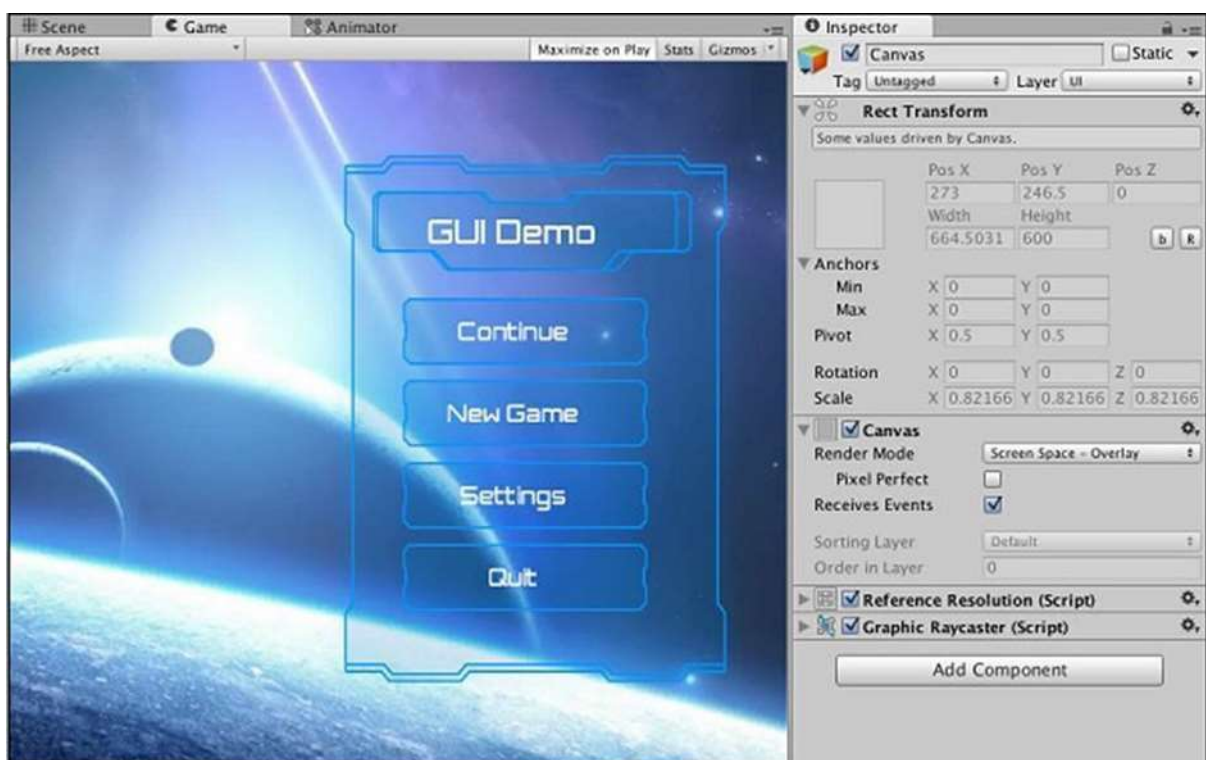 Scene Game Animator
Free Aspect Maximize on Play Stats Gizmos
GUI Demo
Continue
New Game
Settings
Quit
Inspector
Canvas Static
Tag Untagged Layer UI
Rect Transform
Some values driven by Canvas.
Pos X Pos Y Pos Z
273 246.5 0
Width Height
664.5031 600 R
Anchors
Min X 0 Y 0
Max X 0 Y 0
Pivot X 0.5 Y 0.5
Rotation X 0 Y 0 Z 0
Scale X 0.82166 Y 0.82166 Z 0.82166
Canvas
Render Mode Screen Space - Overlay
Pixel Perfect
Receives Events
Sorting Layer Default
Order in Layer 0
Reference Resolution (Script)
Graphic Raycaster (Script)
Add Component